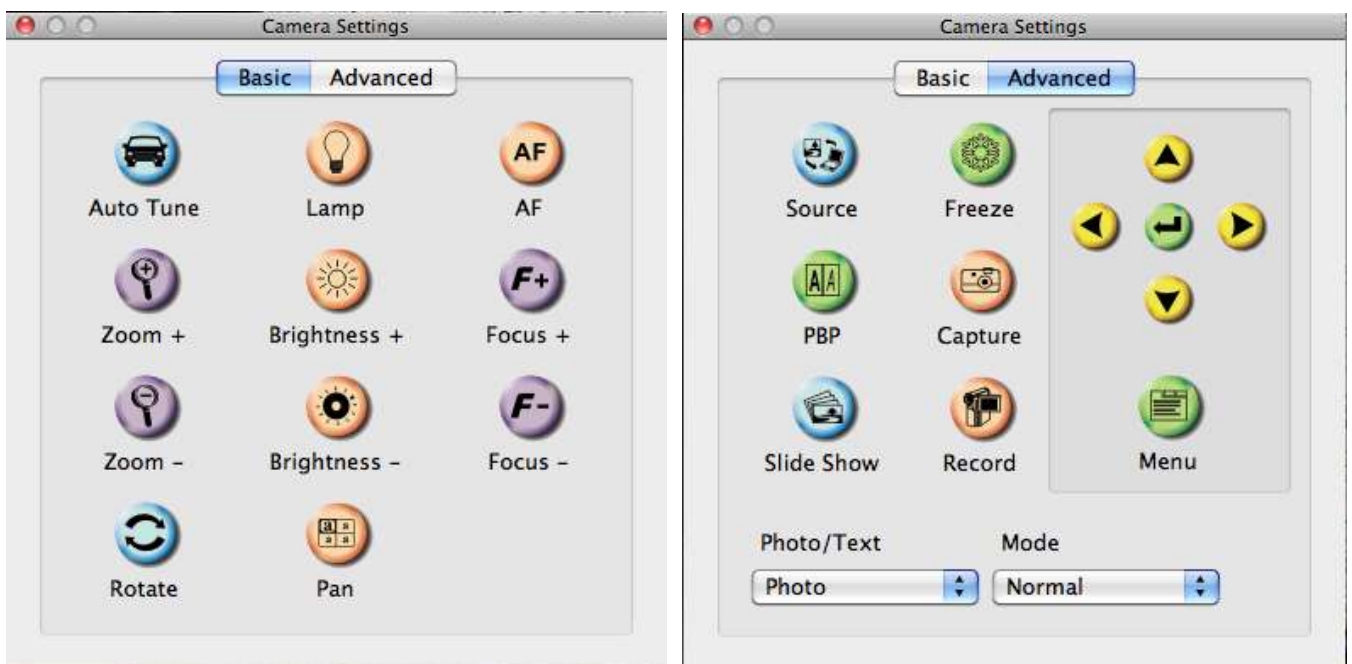 Camera Settings
Basic Advanced
AF
Auto Tune Lamp AF
F+
Zoom + Brightness + Focus +
F-
Zoom - Brightness - Focus -
a a
a a
Rotate Pan
Camera Settings
Basic Advanced
Source Freeze
A A
PBP Capture
Slide Show Record Menu
Photo/Text Mode
Photo Normal